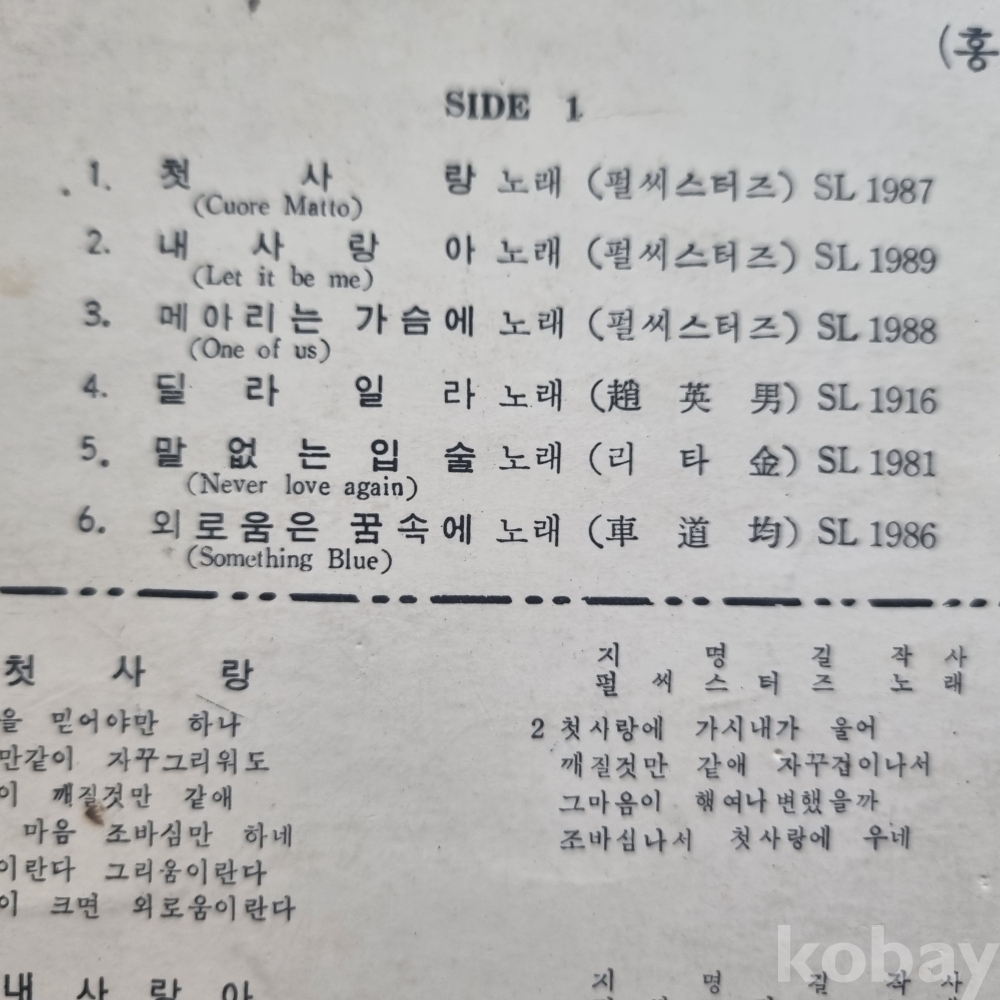 (홍
SIDE 1
1. 첫 사 랑 노래 (펄씨스터즈) SL 1987
(Cuore Matto)
2. 내 사 랑 아 노래 (펄씨스터즈) SL 1989
(Let it be me)
3. 메아리는 가슴에 노래 (펄씨스터즈) SL 1988
(One of us)
4. 딜 라 일 라 노래 (趙 英 男) SL 1916
5. 말 없 는 입 술 노래 (리 타 金) SL 1981
(Never love again)
6. 외로움은 꿈속에 노래 (車 道 均) SL 1986
(Something Blue)
첫 사 랑
지 명 길 작 사
펄 씨 스 터 즈 노 래
을 믿어야만 하나
만같이 자꾸그리워도
이 깨질것만 같애
마음 조바심만 하네
이란다 그리움이란다
이 크면 외로움이란다
2 첫사랑에 가시내가 울어
깨질것만 같애 자꾸겁이나서
그마음이 행여나 변했을까
조바심나서 첫사랑에 우네
내 사 랑 아
지 명 길 작 사
kobay